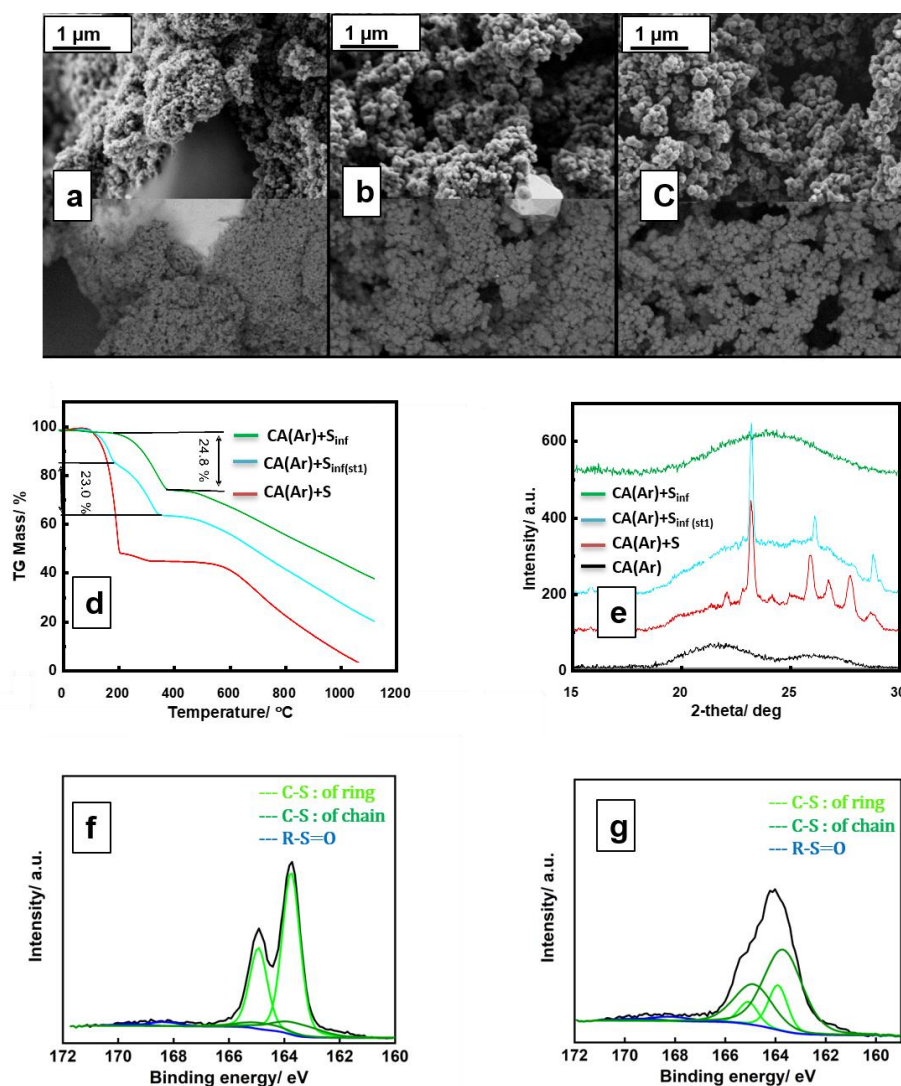 1 µm
1 µm
1 µm
a
b
C
100
80
60
40
20
0
TG Mass/ %
24.8 %
23.0 %
CA(Ar)+Sinf
CA(Ar)+Sinf(st1)
CA(Ar)+S
d
0 200 400 600 800 1000 1200
Temperature/ °C
600
400
200
0
Intensity/ a.u.
CA(Ar)+Sinf
CA(Ar)+Sinf (st1)
CA(Ar)+S
CA(Ar)
e
15 20 25 30
2-theta/ deg
f
C-S : of ring
C-S : of chain
R-S=O
Intensity/ a.u.
172 170 168 166 164 162 160
Binding energy/ eV
g
C-S : of ring
C-S : of chain
R-S=O
Intensity/ a.u.
172 170 168 166 164 162 160
Binding energy/ eV